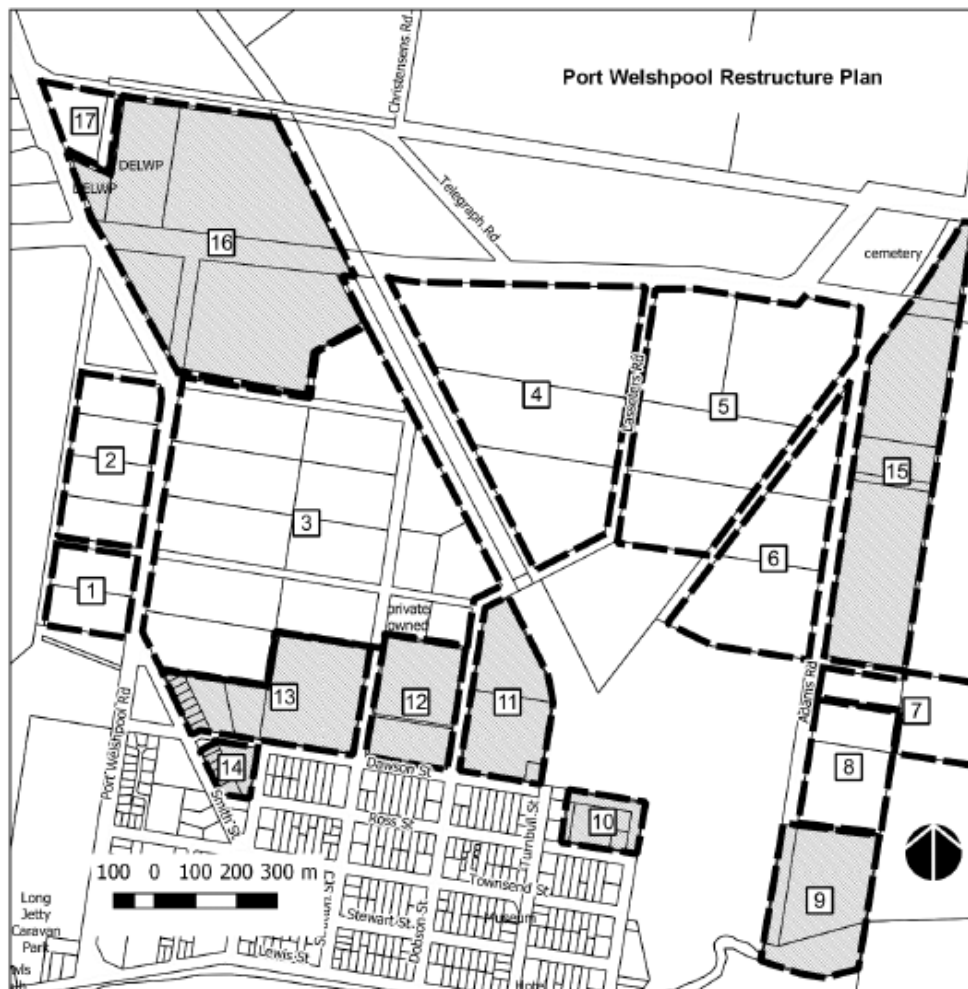 Port Welshpool Restructure Plan
Christensens Rd
17
DELWP
DELWP
Telegraph Rd
16
cemetery
4
Lasseters Rd
5
2
15
3
6
1
private
owned
13
12
11
Adams Rd
7
Port Welshpool Rd
14
Dawson St
8
Smith St
Ross St
Turnbull St
10
100 0 100 200 300 m
Townsend St
9
Long
Jetty
Caravan
Park
Stewart St
Museum
Dobson St
Lewis St